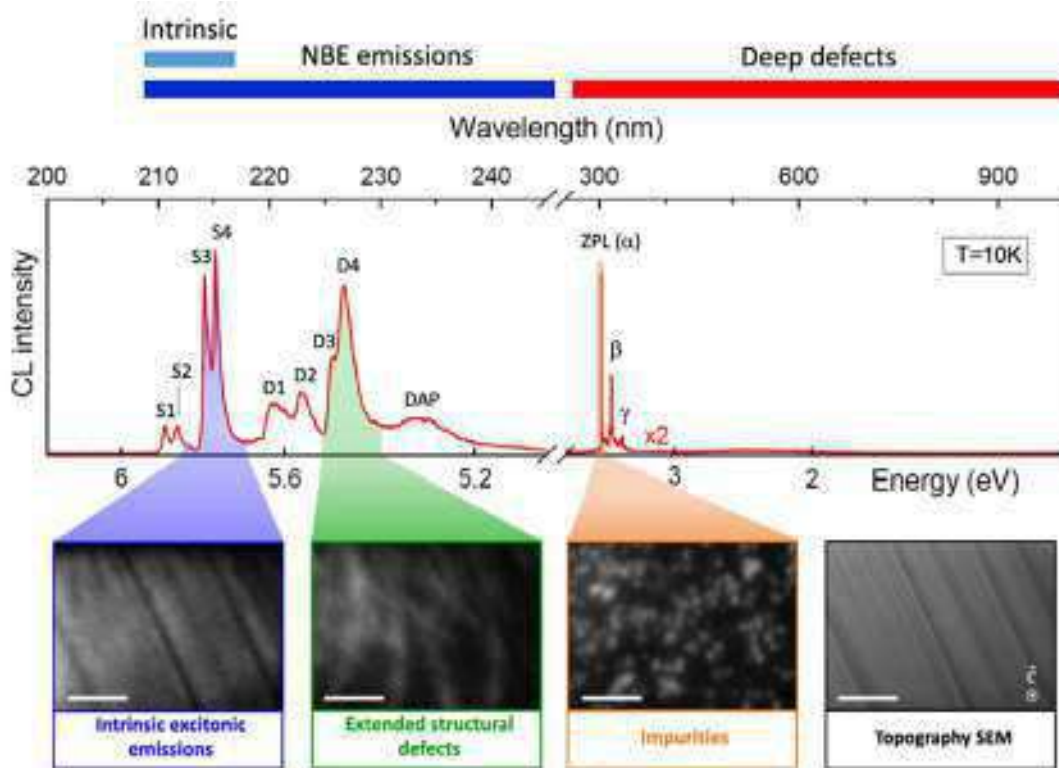 Intrinsic
NBE emissions
Deep defects
Wavelength (nm)
200 210 220 230 240 300 600 900
CL intensity
S1
S2
S3
S4
D1
D2
D3
D4
DAP
ZPL (α)
β
γ
x2
T=10K
6 5.6 5.2 3 2 Energy (eV)
Intrinsic excitonic
emissions
Extended structural
defects
Impurities
Topography SEM